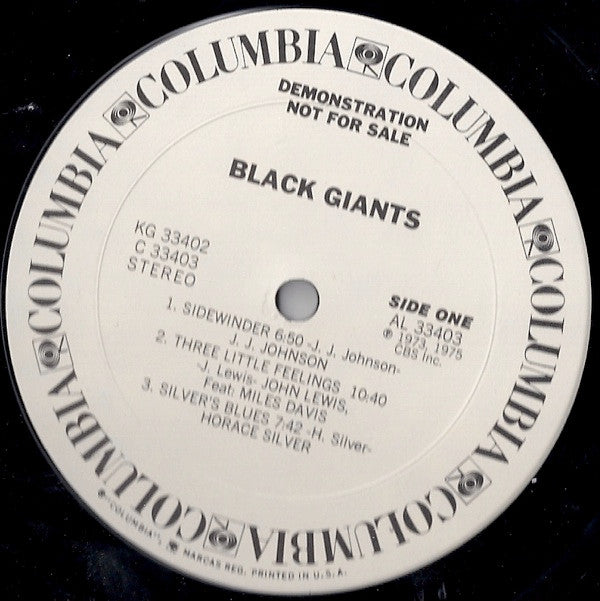 COLUMBIA COLUMBIA COLUMBIA COLUMBIA COLUMBIA COLUMBIA COLUMBIA COLUMBIA
DEMONSTRATION
NOT FOR SALE
BLACK GIANTS
KG 33402
C 33403
STEREO
SIDE ONE
AL 33403
℗ 1973, 1975
CBS Inc.
1. SIDEWINDER 6:50 -J. J. Johnson-
J. J. JOHNSON
2. THREE LITTLE FEELINGS 10:40
-J. Lewis- JOHN LEWIS,
Feat: MILES DAVIS
3. SILVER'S BLUES 7:42 -H. Silver-
HORACE SILVER
® "COLUMBIA", MARCAS REG. PRINTED IN U.S.A.